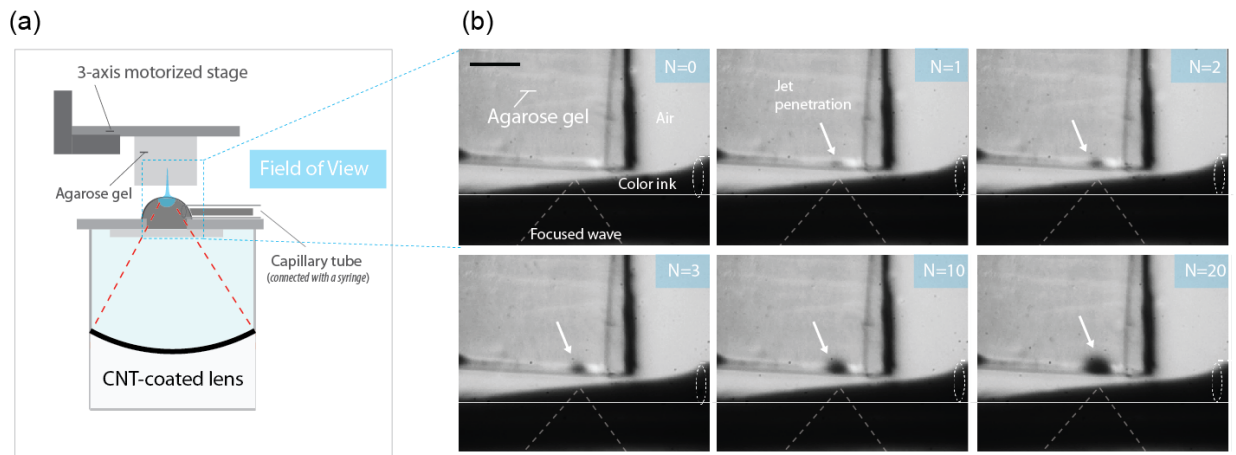 (a)
3-axis motorized stage
Field of View
Agarose gel
Capillary tube
(connected with a syringe)
CNT-coated lens
(b)
N=0
Agarose gel
Air
Color ink
Focused wave
N=1
Jet
penetration
N=2
N=3
N=10
N=20